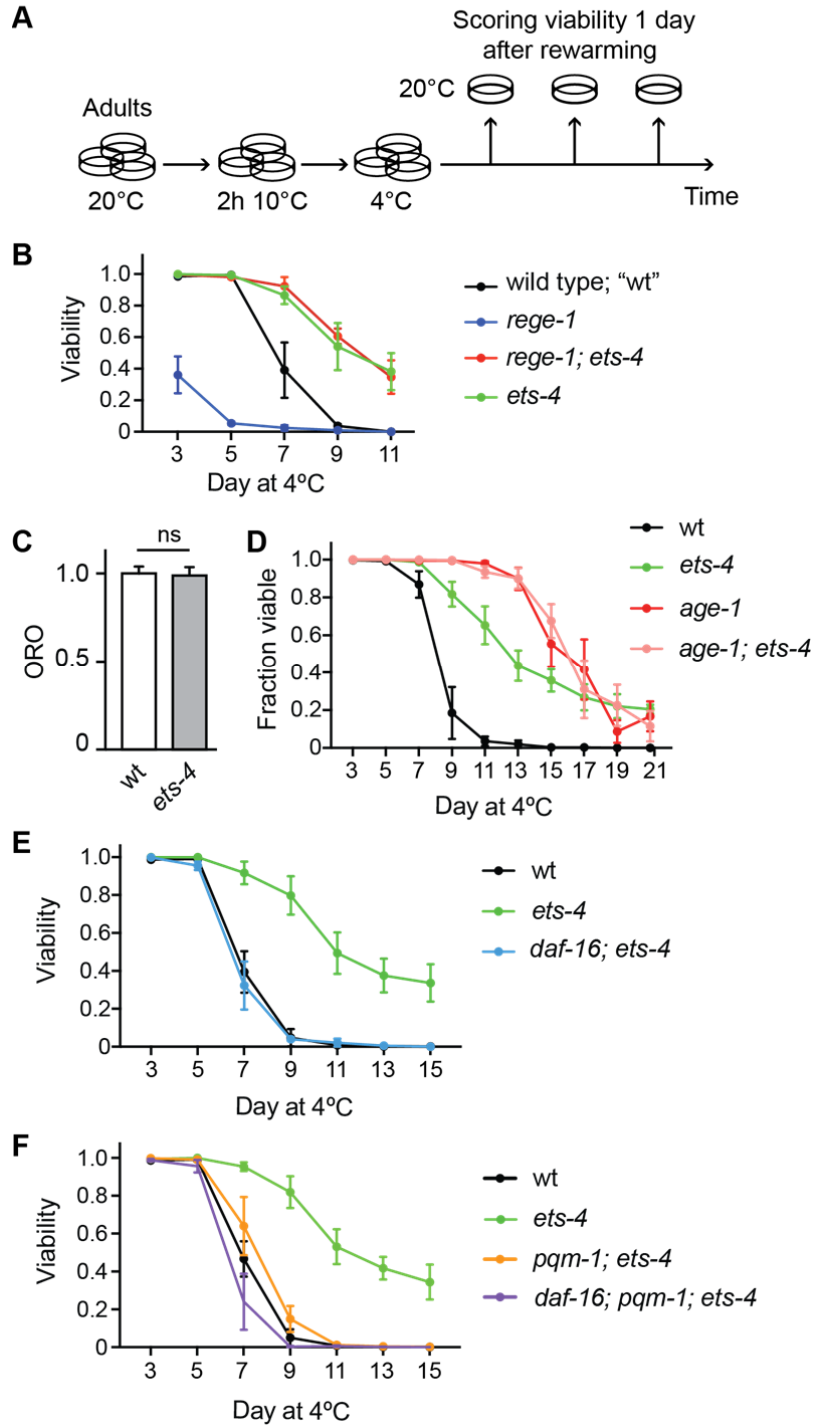 A
Scoring viability 1 day
after rewarming
20°C
Adults
20°C
2h 10°C
4°C
Time
B
Viability
1.0
0.8
0.6
0.4
0.2
0
3 5 7 9 11
Day at 4ºC
wild type; “wt”
rege-1
rege-1; ets-4
ets-4
C
ns
ORO
1.0
0.5
0
wt
ets-4
D
Fraction viable
1.0
0.8
0.6
0.4
0.2
0
3 5 7 9 11 13 15 17 19 21
Day at 4ºC
wt
ets-4
age-1
age-1; ets-4
E
Viability
1.0
0.8
0.6
0.4
0.2
0
3 5 7 9 11 13 15
Day at 4ºC
wt
ets-4
daf-16; ets-4
F
Viability
1.0
0.8
0.6
0.4
0.2
0
3 5 7 9 11 13 15
Day at 4ºC
wt
ets-4
pqm-1; ets-4
daf-16; pqm-1; ets-4